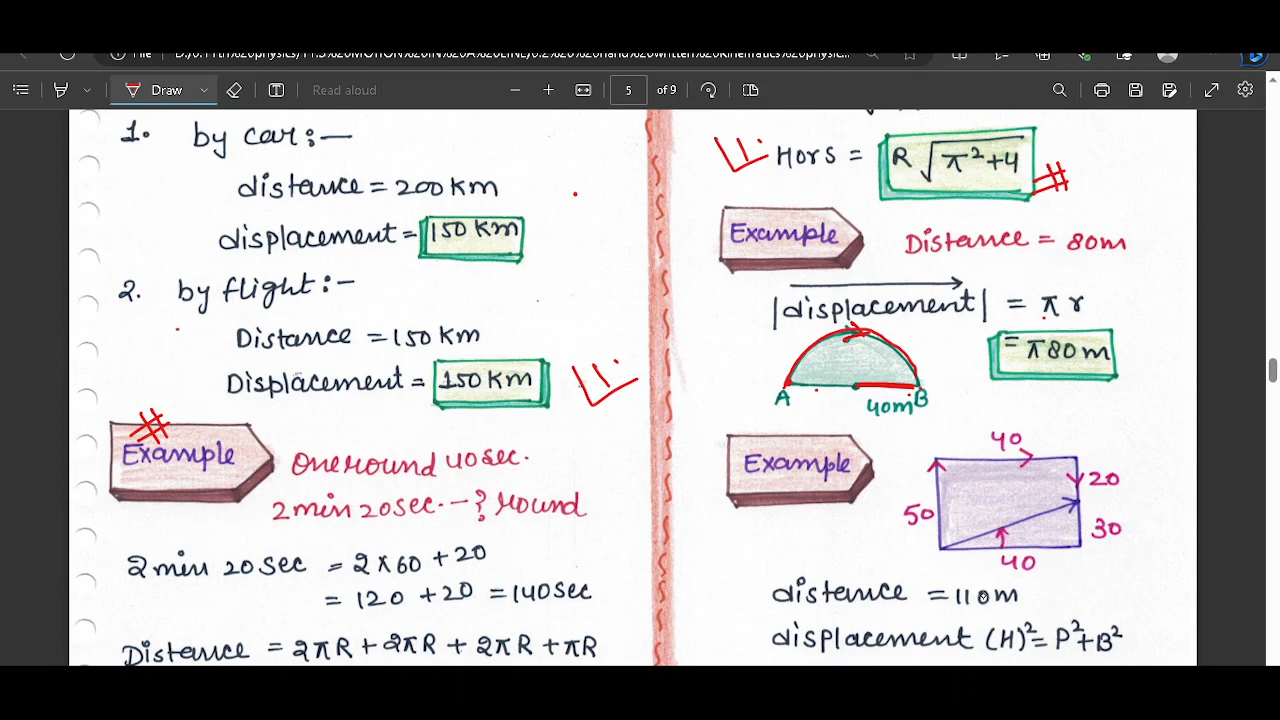 Draw
Read aloud
5 of 9
1. by car:—
distance = 200 Km
displacement = 150 Km
2. by flight:-
Distance = 150 Km
Displacement = 150 Km
#
Example
One round 40 sec.
2 min 20 sec. — ? round
2 min 20 sec = 2 x 60 + 20
= 120 + 20 = 140 sec
Distance = 2πR + 2πR + 2πR + πR
Hors = R √π²+4
#
Example
Distance = 80m
|displacement| = π r
= π 80 m
A
40m B
Example
40
20
50
30
40
distance = 110m
displacement (H)² = P² + B²